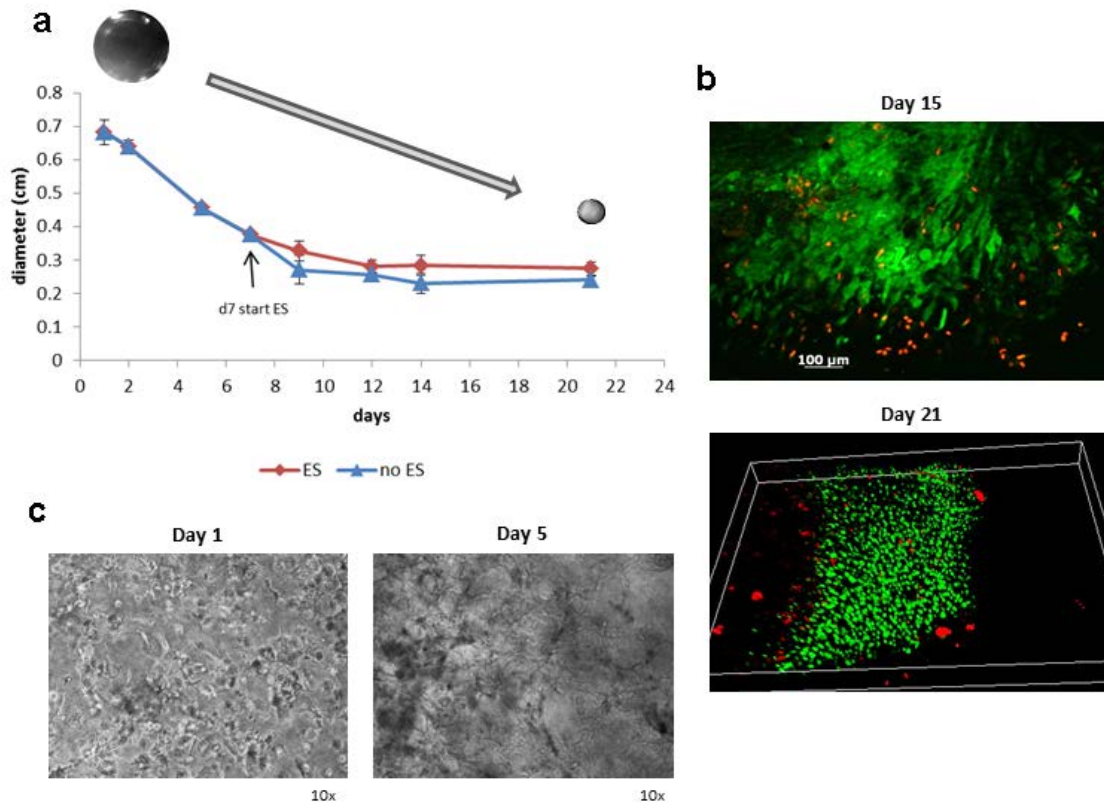 a
0.8
0.7
0.6
0.5
0.4
0.3
0.2
0.1
0
diameter (cm)
d7 start ES
0 2 4 6 8 10 12 14 16 18 20 22 24
days
ES no ES
b
Day 15
100 µm
Day 21
c
Day 1 Day 5
10x 10x